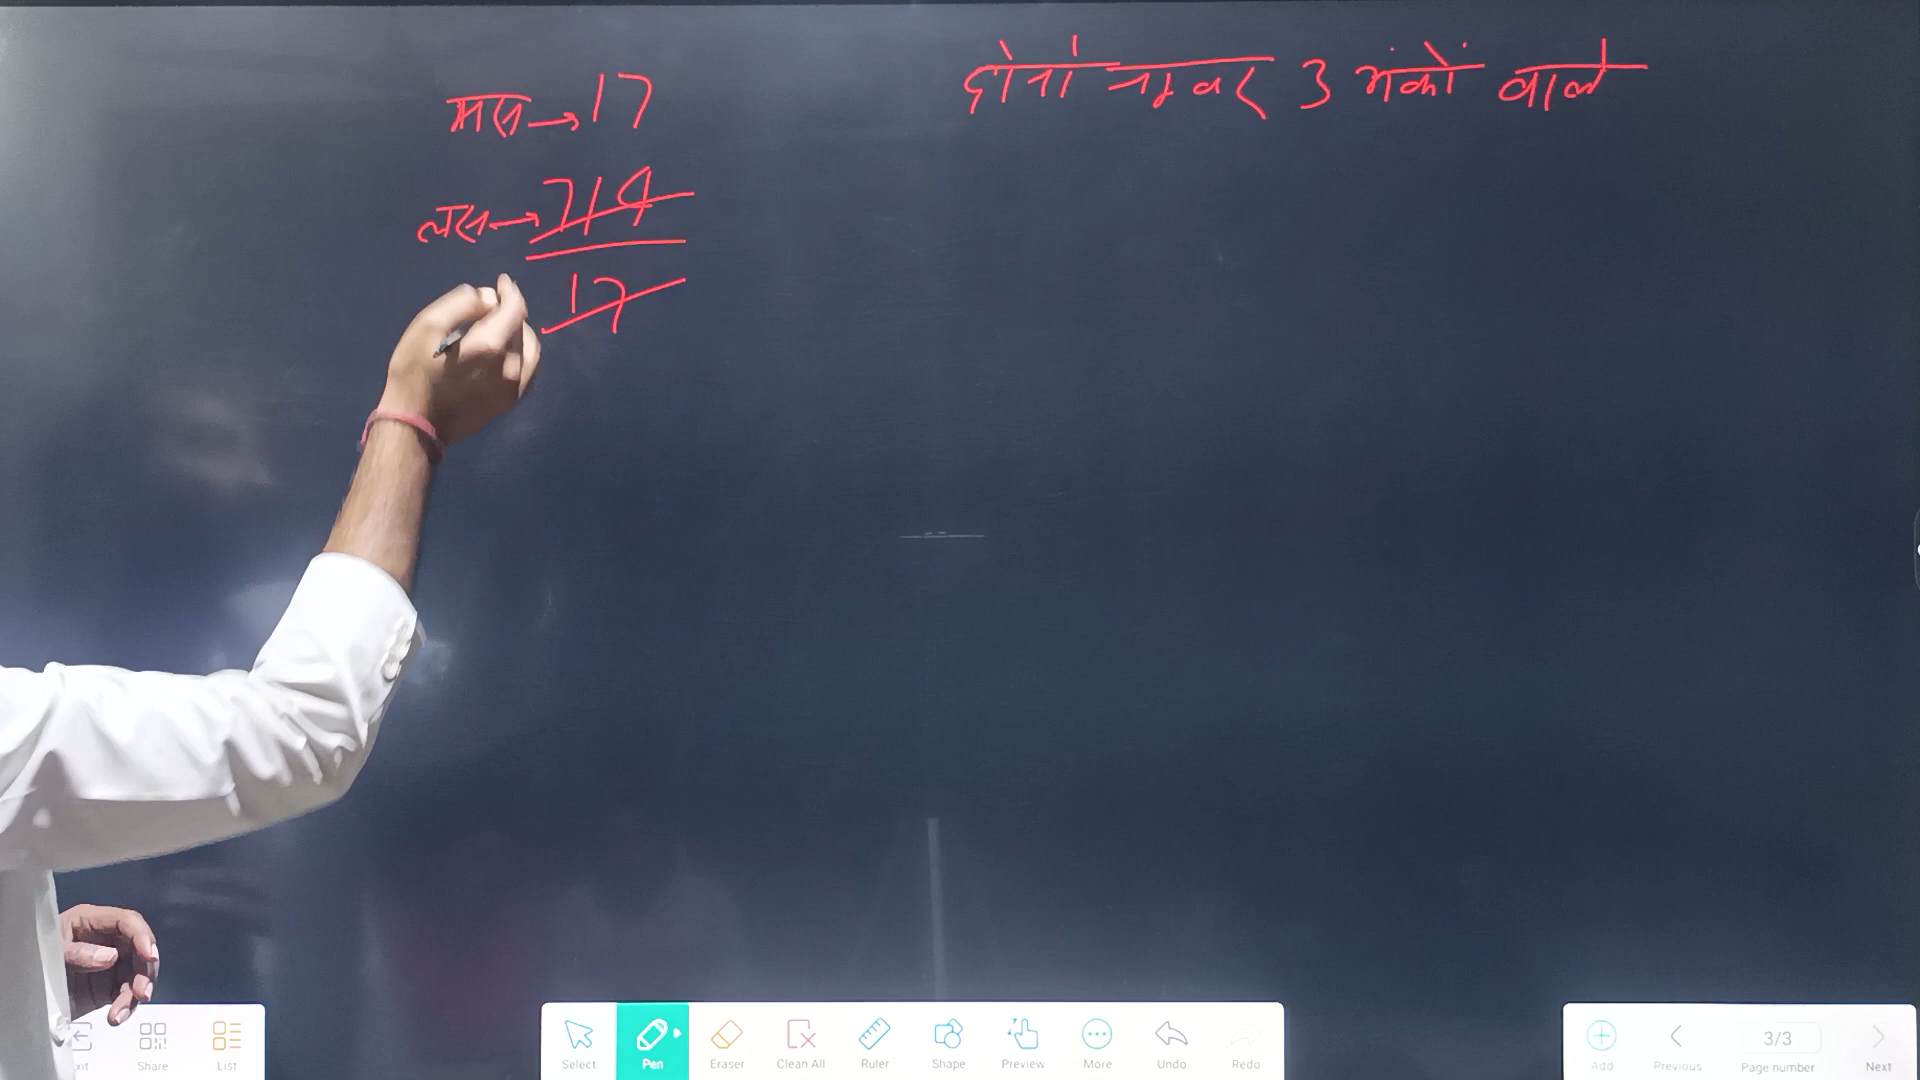 मस→17
दोनों नम्बर 3 अंकों वाले
लस→714
17
xit
Share
List
Select
Pen
Eraser
Clean All
Ruler
Shape
Preview
More
Undo
Redo
Add
Previous
3/3
Page number
Next